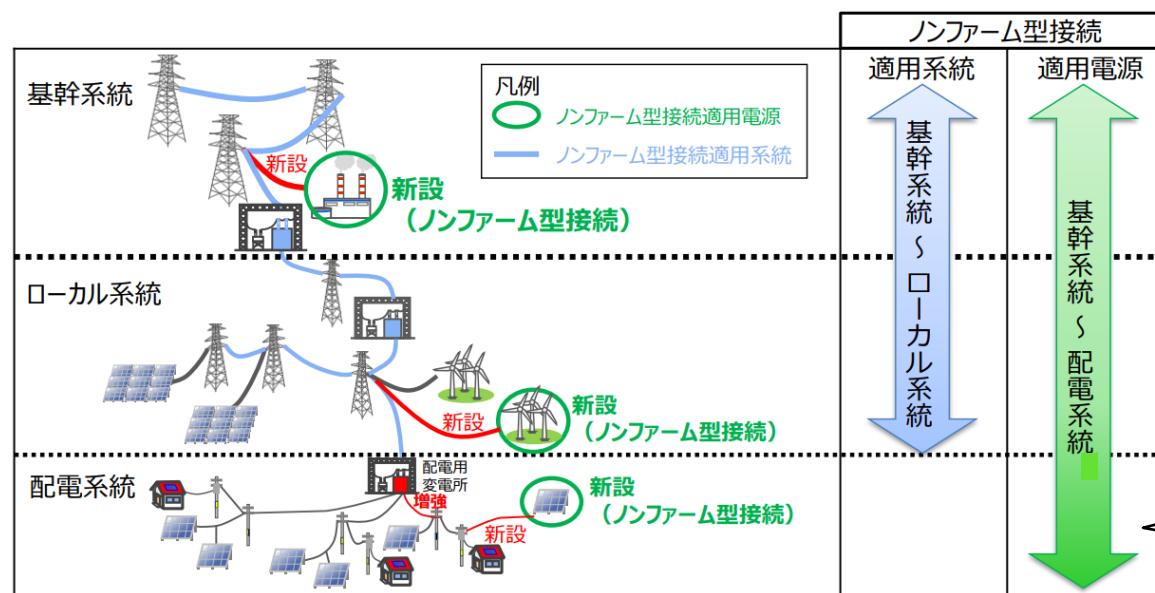 ノンファーム型接続
適用系統
適用電源
基幹系統
凡例
ノンファーム型接続適用電源
ノンファーム型接続適用系統
新設
新設
（ノンファーム型接続）
基幹系統～ローカル系統
基幹系統～配電系統
ローカル系統
新設
新設
（ノンファーム型接続）
配電系統
配電用
変電所
増強
新設
新設
（ノンファーム型接続）